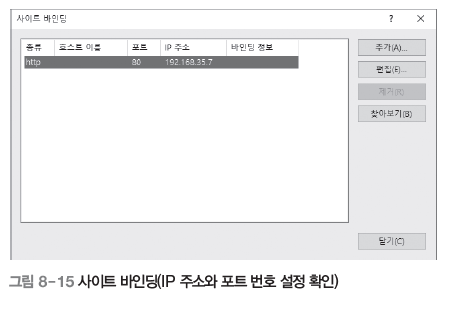 사이트 바인딩 ? ×
종류 호스트 이름 포트 IP 주소 바인딩 정보
http 80 192.168.35.7
추가(A)...
편집(E)...
제거(R)
찾아보기(B)
닫기(C)
그림 8-15 사이트 바인딩(IP 주소와 포트 번호 설정 확인)